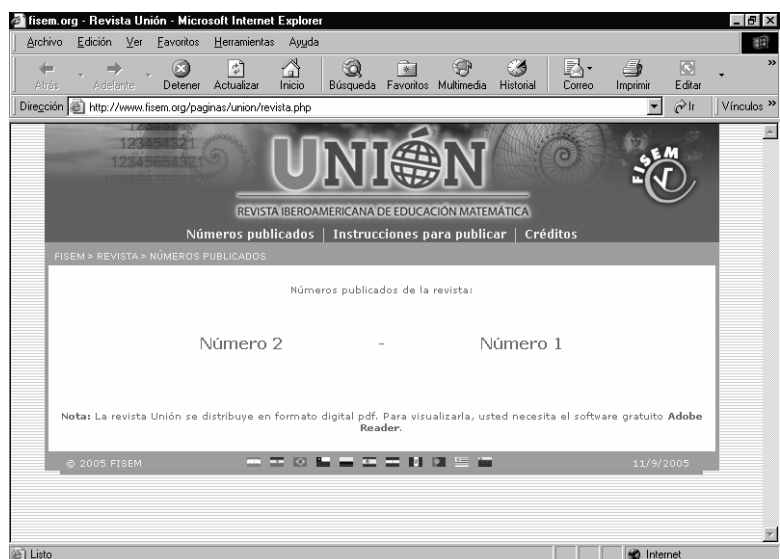 fisem.org - Revista Unión - Microsoft Internet Explorer
Archivo Edición Ver Favoritos Herramientas Ayuda
Atrás Adelante Detener Actualizar Inicio Búsqueda Favoritos Multimedia Historial Correo Imprimir Editar »
Dirección http://www.fisem.org/paginas/union/revista.php Ir Vínculos »
123454321
12345654321
UNIÓN
FISEM
REVISTA IBEROAMERICANA DE EDUCACIÓN MATEMÁTICA
Números publicados | Instrucciones para publicar | Créditos
FISEM > REVISTA > NÚMEROS PUBLICADOS
Números publicados de la revista:
Número 2 - Número 1
Nota: La revista Unión se distribuye en formato digital pdf. Para visualizarla, usted necesita el software gratuito Adobe
Reader.
© 2005 FISEM 11/9/2005
Listo Internet